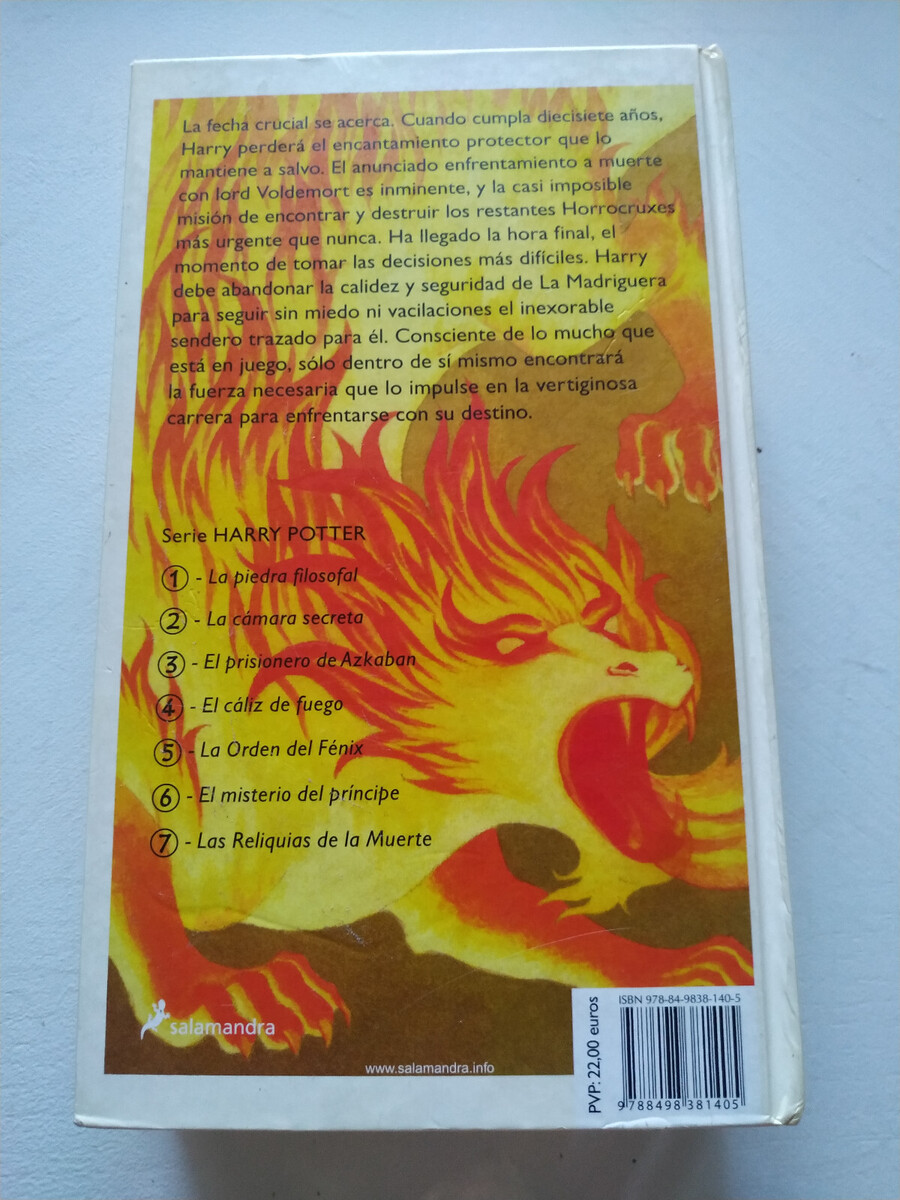 La fecha crucial se acerca. Cuando cumpla diecisiete años,
Harry perderá el encantamiento protector que lo
mantiene a salvo. El anunciado enfrentamiento a muerte
con lord Voldemort es inminente, y la casi imposible
misión de encontrar y destruir los restantes Horrocruxes
más urgente que nunca. Ha llegado la hora final, el
momento de tomar las decisiones más difíciles. Harry
debe abandonar la calidez y seguridad de La Madriguera
para seguir sin miedo ni vacilaciones el inexorable
sendero trazado para él. Consciente de lo mucho que
está en juego, sólo dentro de sí mismo encontrará
la fuerza necesaria que lo impulse en la vertiginosa
carrera para enfrentarse con su destino.
Serie HARRY POTTER
1 - La piedra filosofal
2 - La cámara secreta
3 - El prisionero de Azkaban
4 - El cáliz de fuego
5 - La Orden del Fénix
6 - El misterio del príncipe
7 - Las Reliquias de la Muerte
salamandra
www.salamandra.info
PVP: 22,00 euros
ISBN 978-84-9838-140-5
9 788498 381405